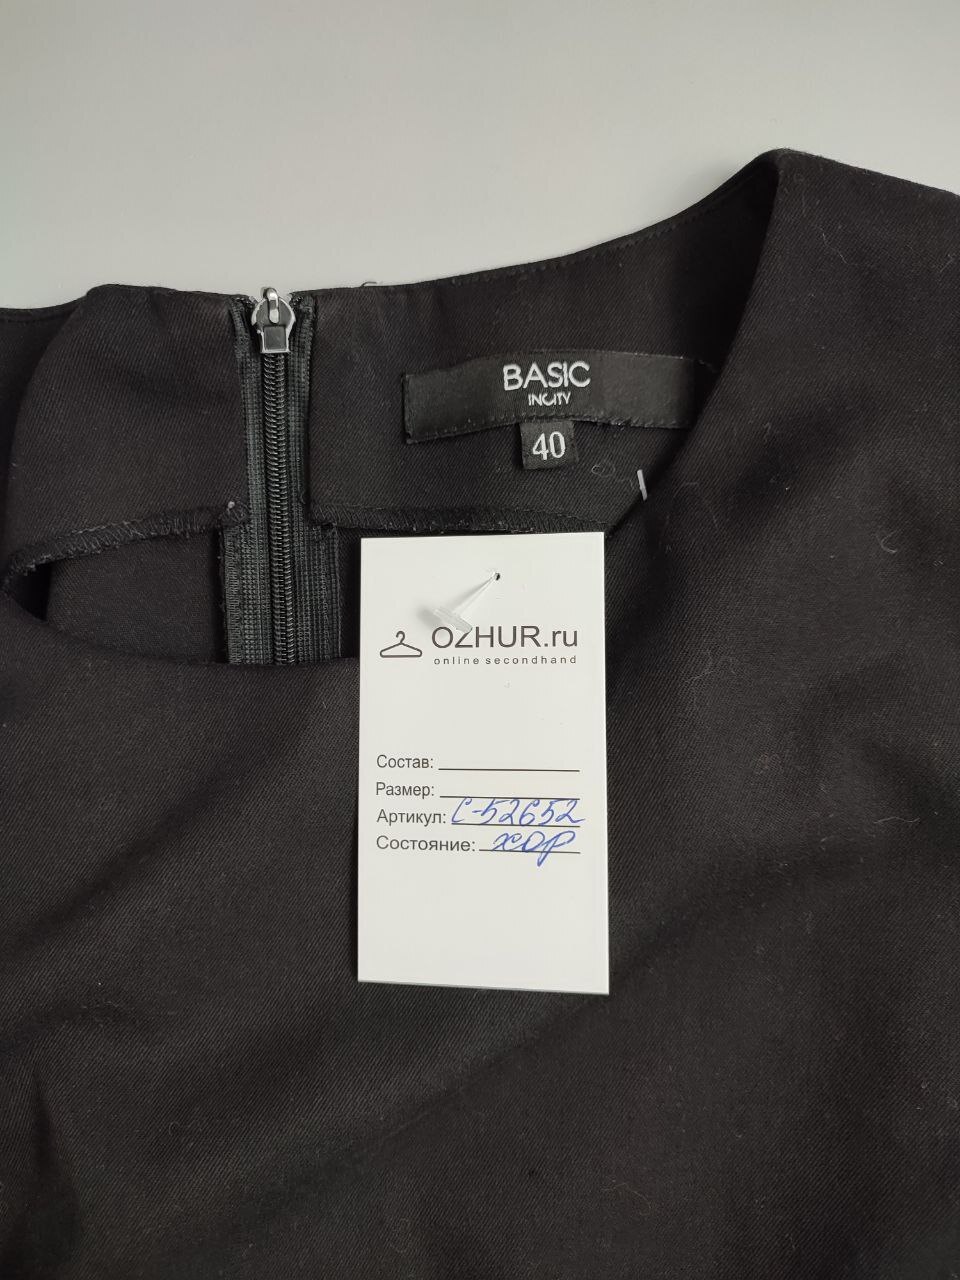 BASIC
INCITY
40
OZHUR.ru
online secondhand
Состав:
Размер:
Артикул: С-52652
Состояние: хор